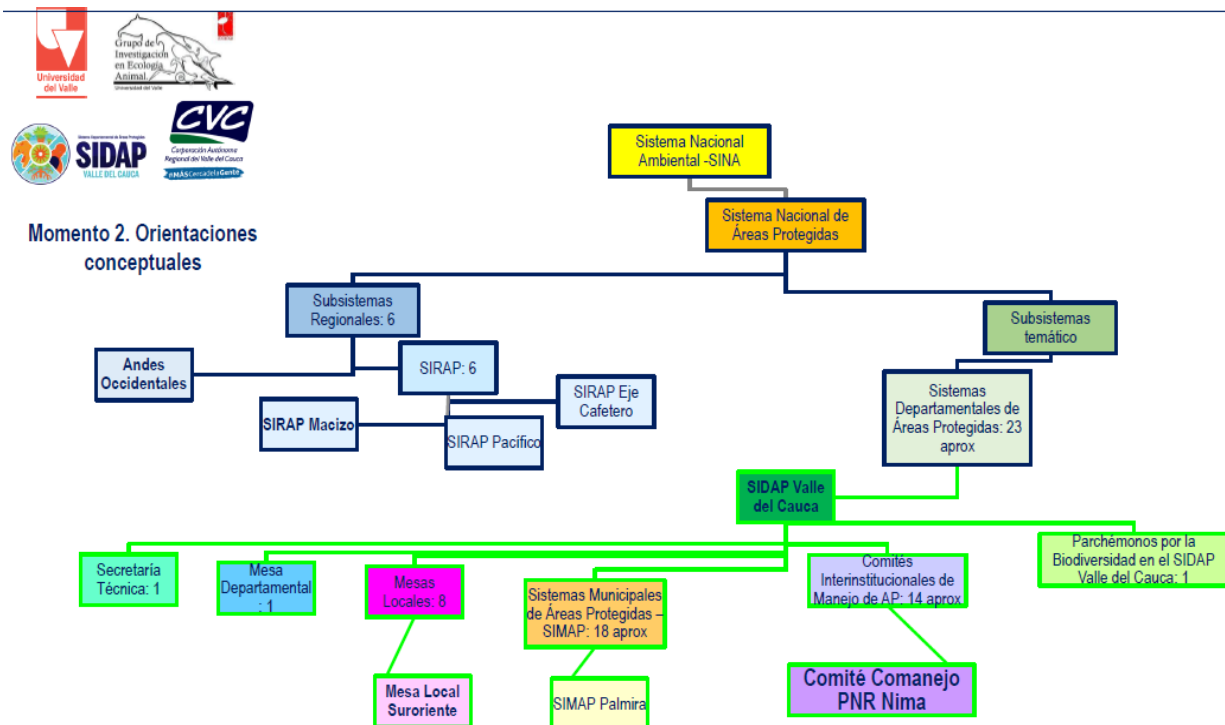 Universidad
del Valle
Grupo de
Investigación
en Ecología
Animal
Universidad del Valle
Sistema Departamental de Áreas Protegidas
SIDAP
VALLE DEL CAUCA
CVC
Corporación Autónoma
Regional del Valle del Cauca
#MÁSCercadelaGente
Momento 2. Orientaciones
conceptuales
Sistema Nacional
Ambiental -SINA
Sistema Nacional de
Áreas Protegidas
Subsistemas
Regionales: 6
Subsistemas
temático
Andes
Occidentales
SIRAP: 6
SIRAP Eje
Cafetero
SIRAP Macizo
SIRAP Pacífico
Sistemas
Departamentales de
Áreas Protegidas: 23
aprox
SIDAP Valle
del Cauca
Secretaría
Técnica: 1
Mesa
Departamental
: 1
Mesas
Locales: 8
Sistemas Municipales
de Áreas Protegidas –
SIMAP: 18 aprox
Comités
Interinstitucionales de
Manejo de AP: 14 aprox
Parchémonos por la
Biodiversidad en el SIDAP
Valle del Cauca: 1
Mesa Local
Suroriente
SIMAP Palmira
Comité Comanejo
PNR Nima